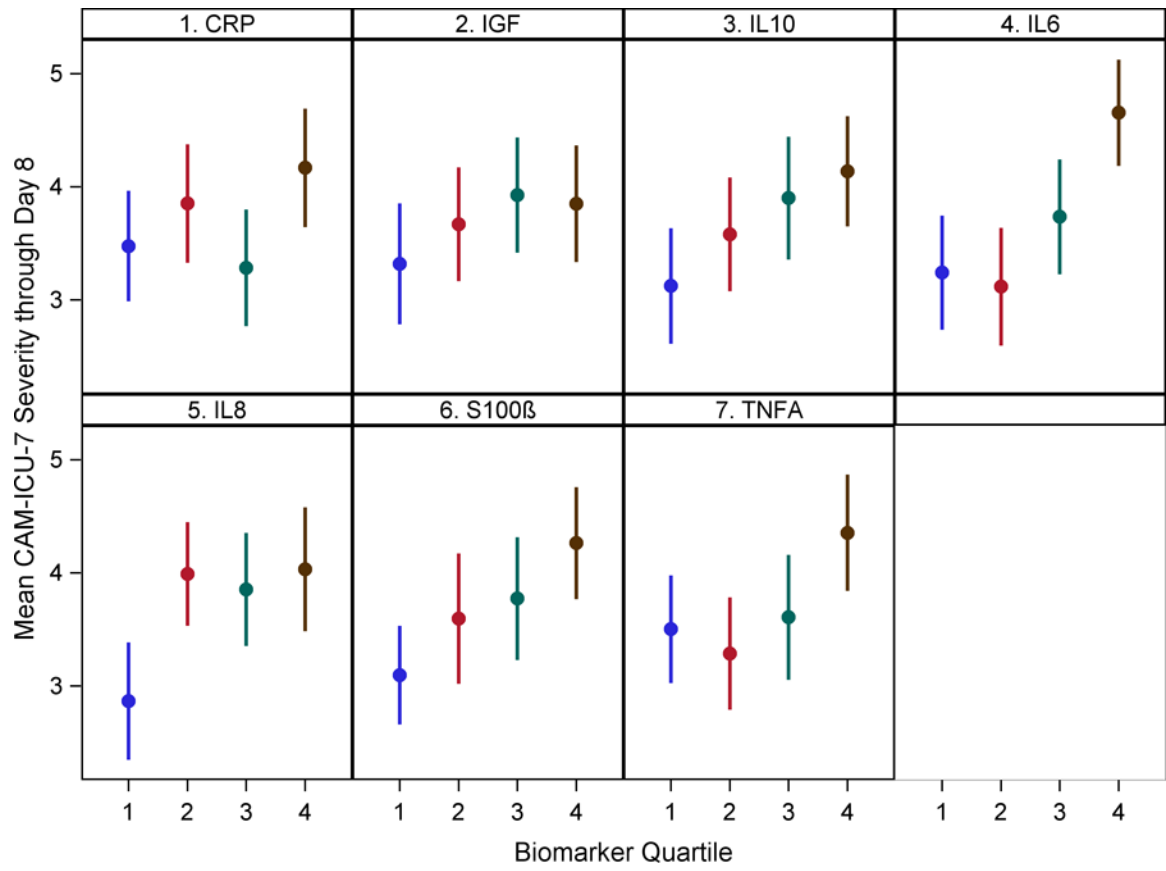 1. CRP
2. IGF
3. IL10
4. IL6
5
4
3
Mean CAM-ICU-7 Severity through Day 8
5. IL8
6. S100ß
7. TNFA
5
4
3
1 2 3 4 1 2 3 4 1 2 3 4 1 2 3 4
Biomarker Quartile